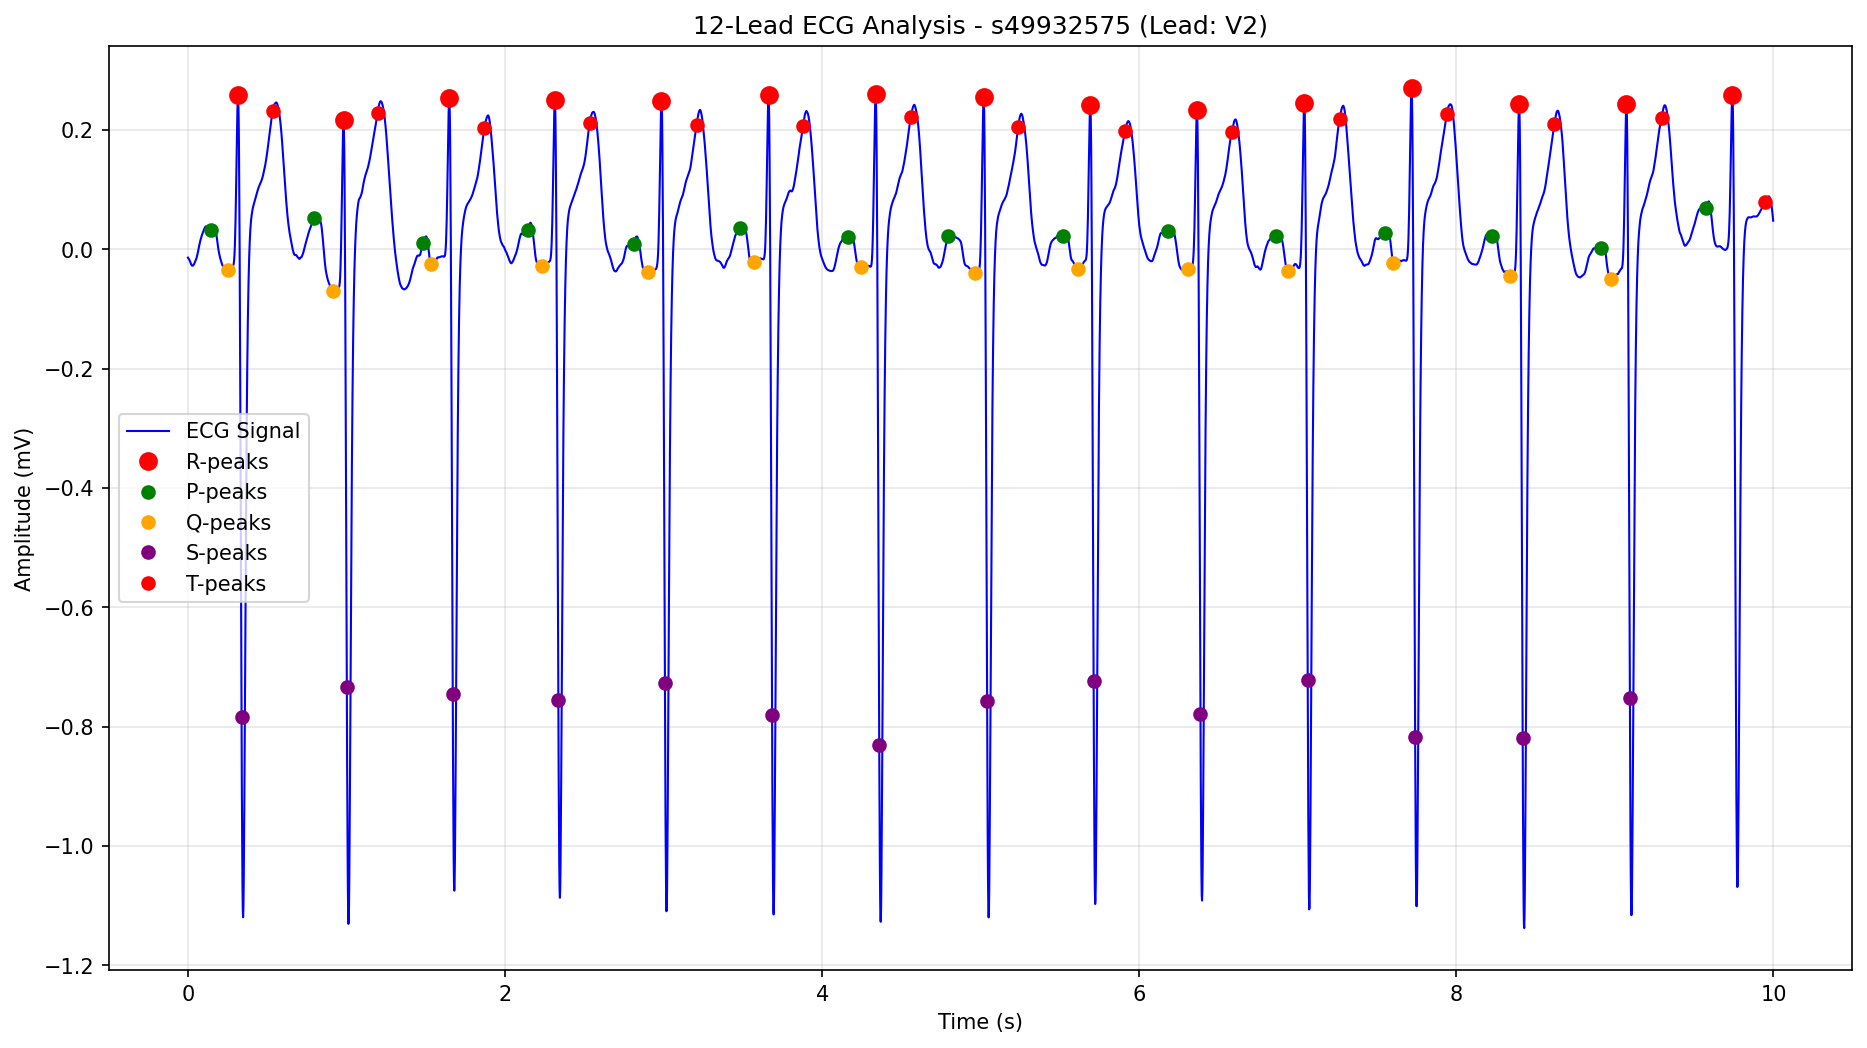 12-Lead ECG Analysis - s49932575 (Lead: V2)
Amplitude (mV)
0.2
0.0
−0.2
−0.4
−0.6
−0.8
−1.0
−1.2
ECG Signal
R-peaks
P-peaks
Q-peaks
S-peaks
T-peaks
0 2 4 6 8 10
Time (s)